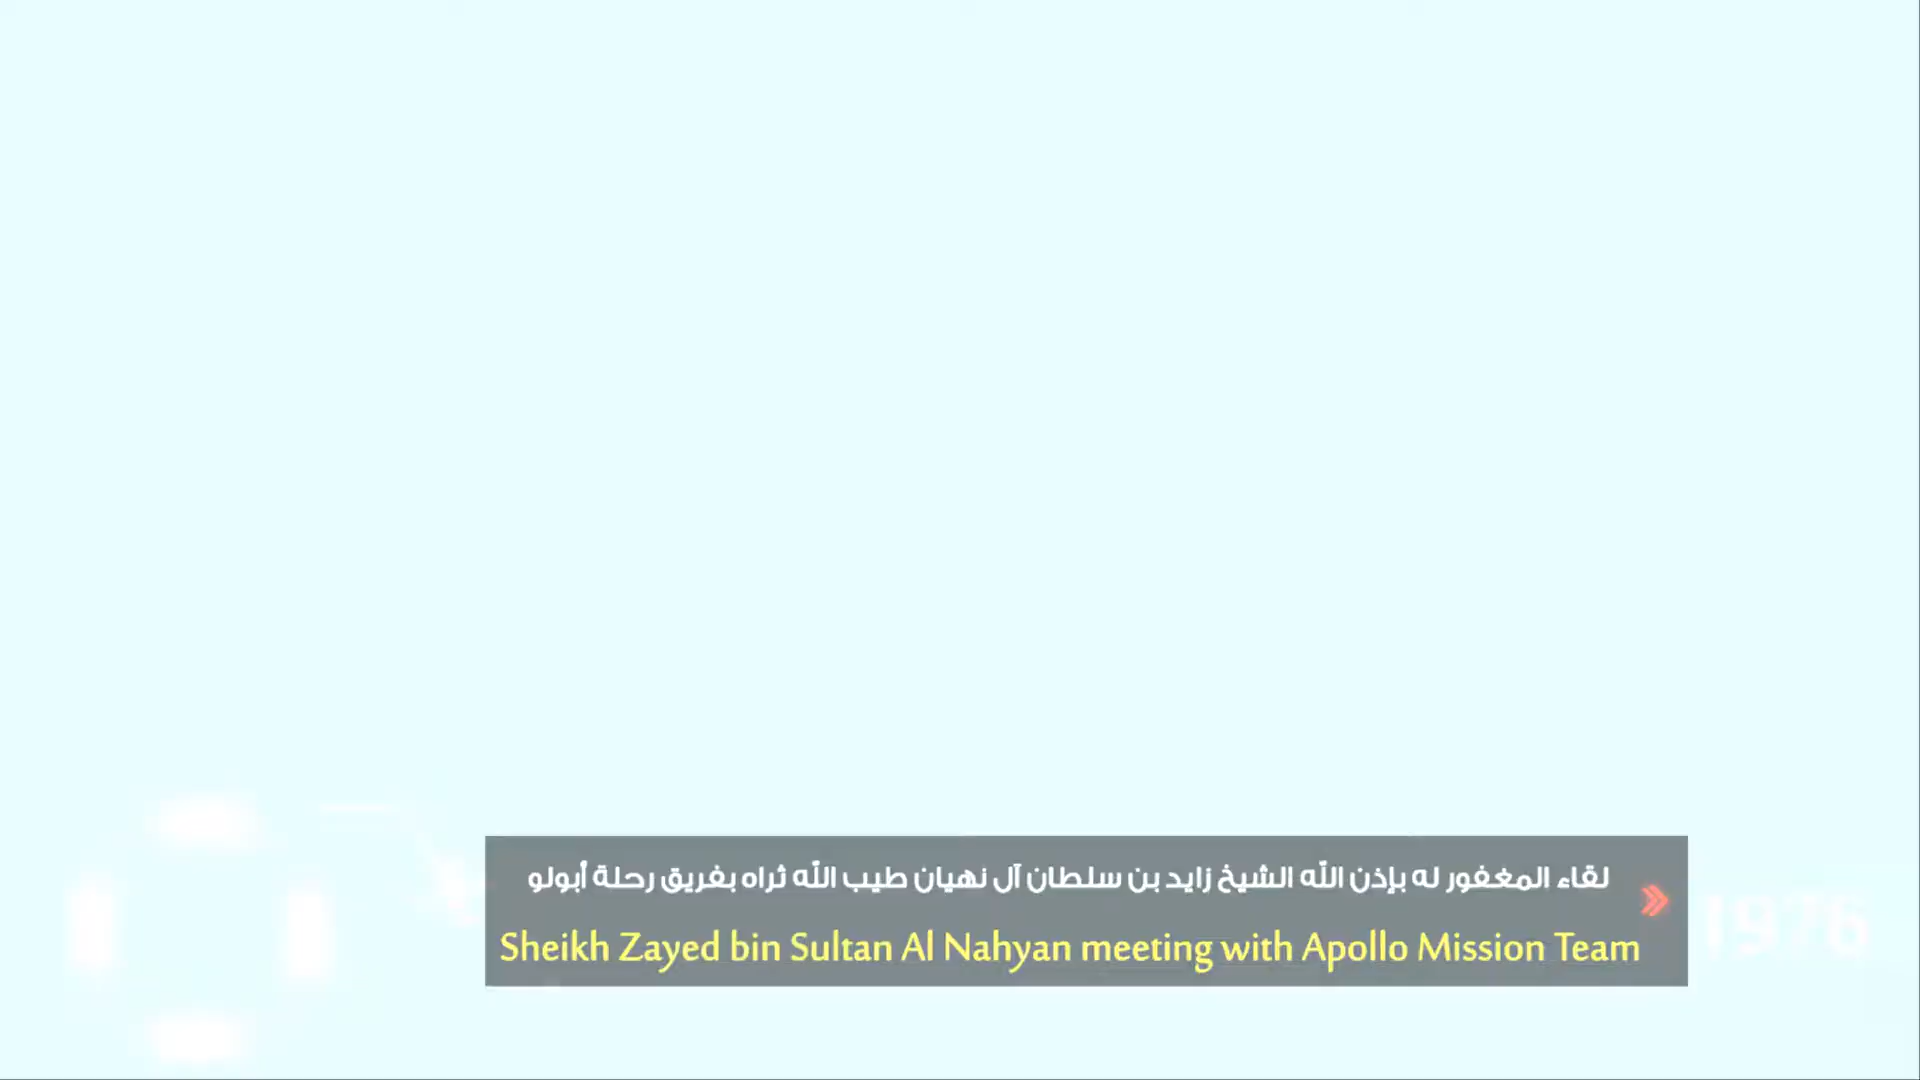 لقاء المغفور له بإذن الله الشيخ زايد بن سلطان آل نهيان طيب الله ثراه بفريق رحلة أبولو
Sheikh Zayed bin Sultan Al Nahyan meeting with Apollo Mission Team
1976